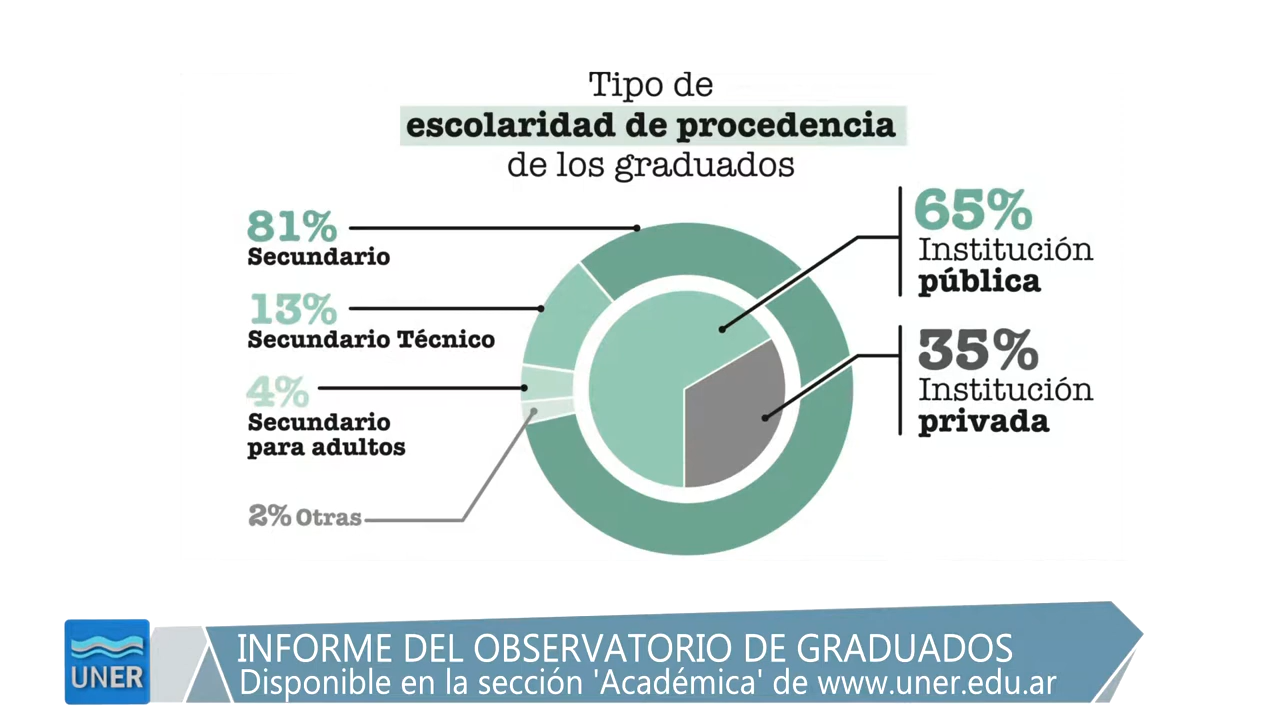 Tipo de
escolaridad de procedencia
de los graduados
81%
Secundario
13%
Secundario Técnico
4%
Secundario
para adultos
2% Otras
65%
Institución
pública
35%
Institución
privada
UNER
INFORME DEL OBSERVATORIO DE GRADUADOS
Disponible en la sección 'Académica' de www.uner.edu.ar